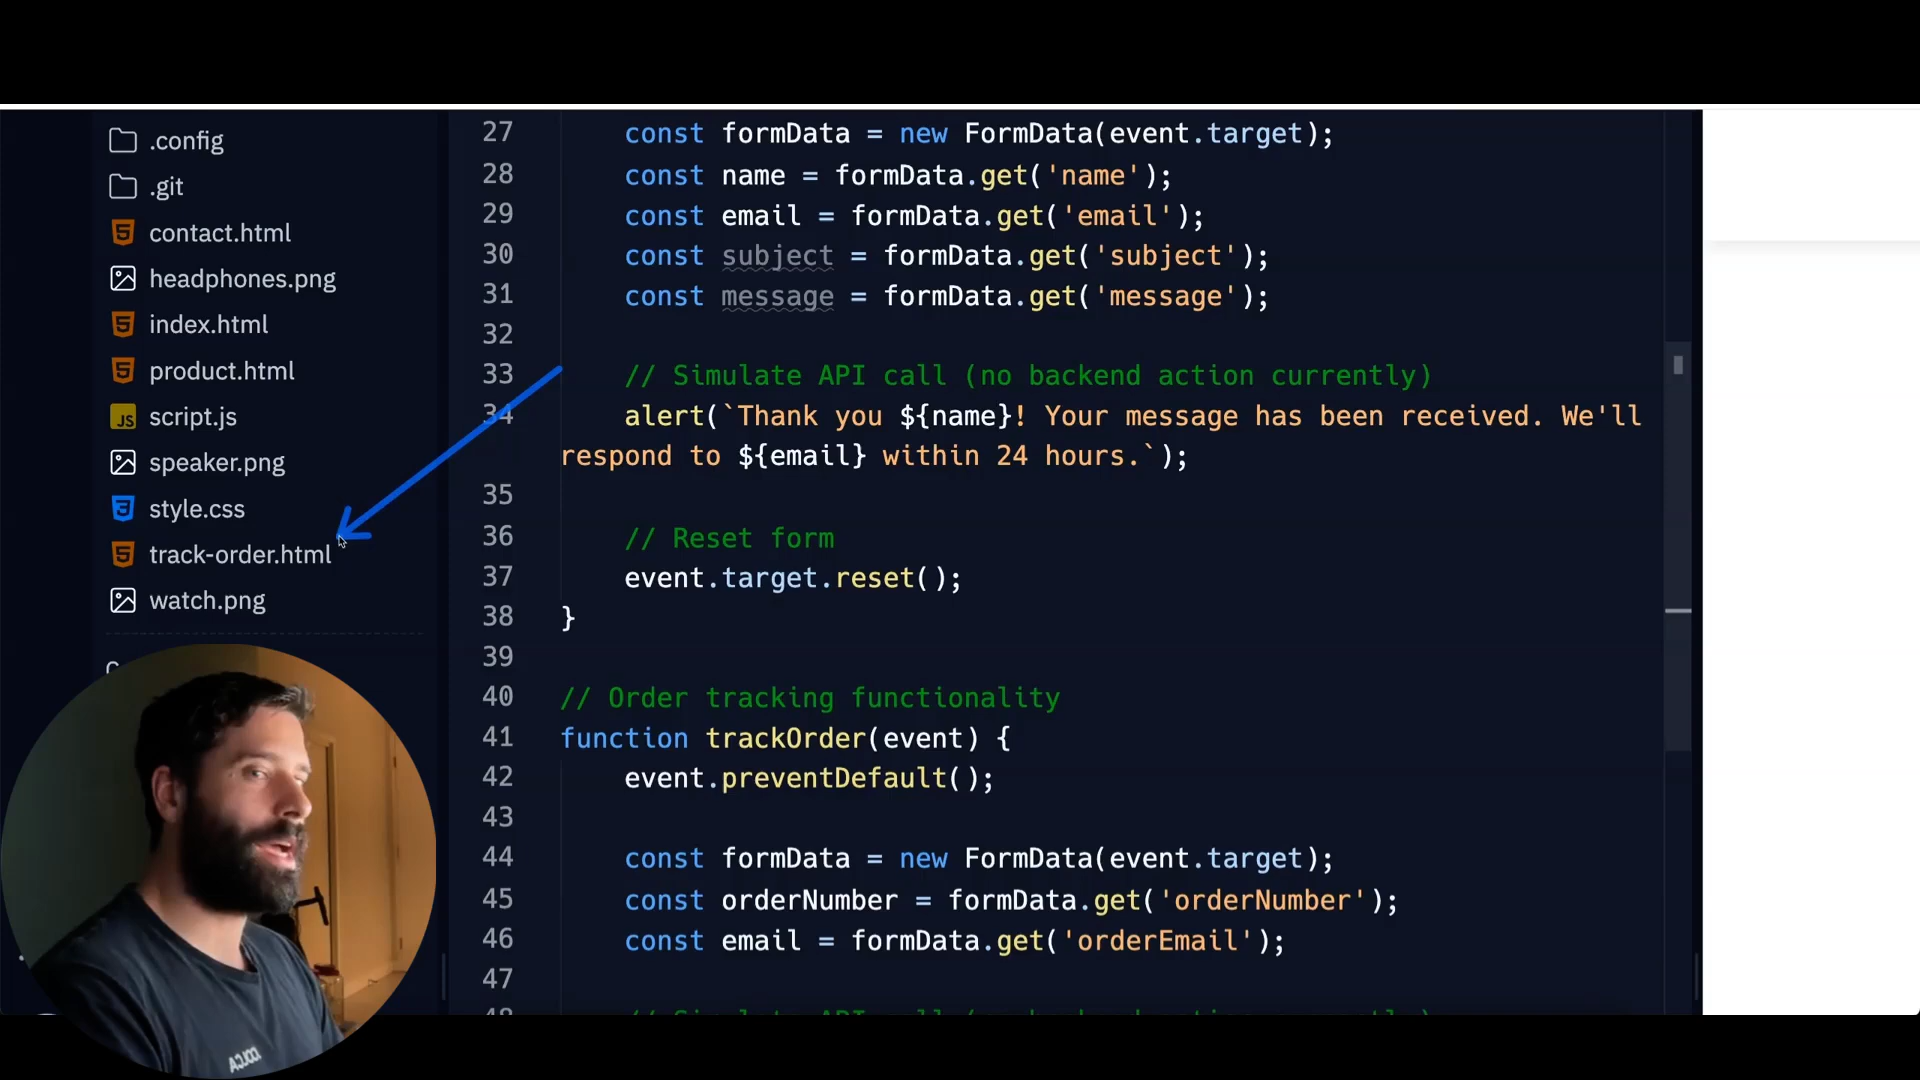 .config
.git
contact.html
headphones.png
index.html
product.html
script.js
speaker.png
style.css
track-order.html
watch.png
27 const formData = new FormData(event.target);
28 const name = formData.get('name');
29 const email = formData.get('email');
30 const subject = formData.get('subject');
31 const message = formData.get('message');
32
33 // Simulate API call (no backend action currently)
34 alert(`Thank you ${name}! Your message has been received. We'll
respond to ${email} within 24 hours.`);
35
36 // Reset form
37 event.target.reset();
38 }
39
40 // Order tracking functionality
41 function trackOrder(event) {
42 event.preventDefault();
43
44 const formData = new FormData(event.target);
45 const orderNumber = formData.get('orderNumber');
46 const email = formData.get('orderEmail');
47